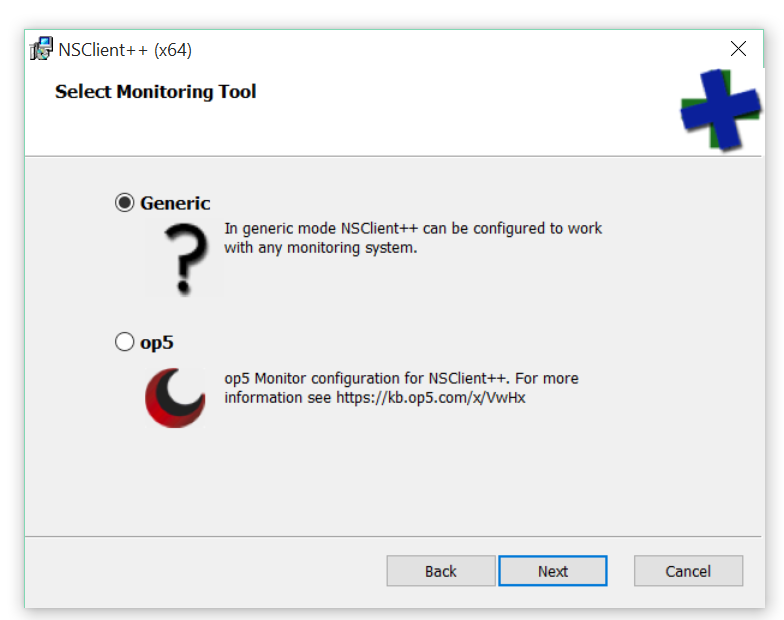 NSClient++ (x64)
Select Monitoring Tool
Generic
In generic mode NSClient++ can be configured to work
with any monitoring system.
op5
op5 Monitor configuration for NSClient++. For more
information see https://kb.op5.com/x/VwHx
Back Next Cancel